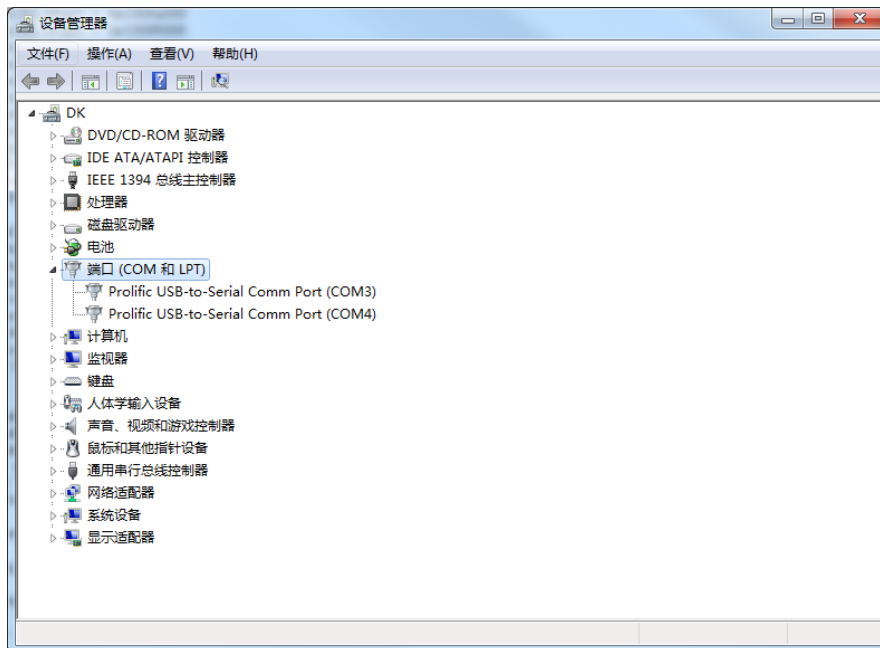 设备管理器
文件(F) 操作(A) 查看(V) 帮助(H)
DK
DVD/CD-ROM 驱动器
IDE ATA/ATAPI 控制器
IEEE 1394 总线主控制器
处理器
磁盘驱动器
电池
端口 (COM 和 LPT)
Prolific USB-to-Serial Comm Port (COM3)
Prolific USB-to-Serial Comm Port (COM4)
计算机
监视器
键盘
人体学输入设备
声音、视频和游戏控制器
鼠标和其他指针设备
通用串行总线控制器
网络适配器
系统设备
显示适配器